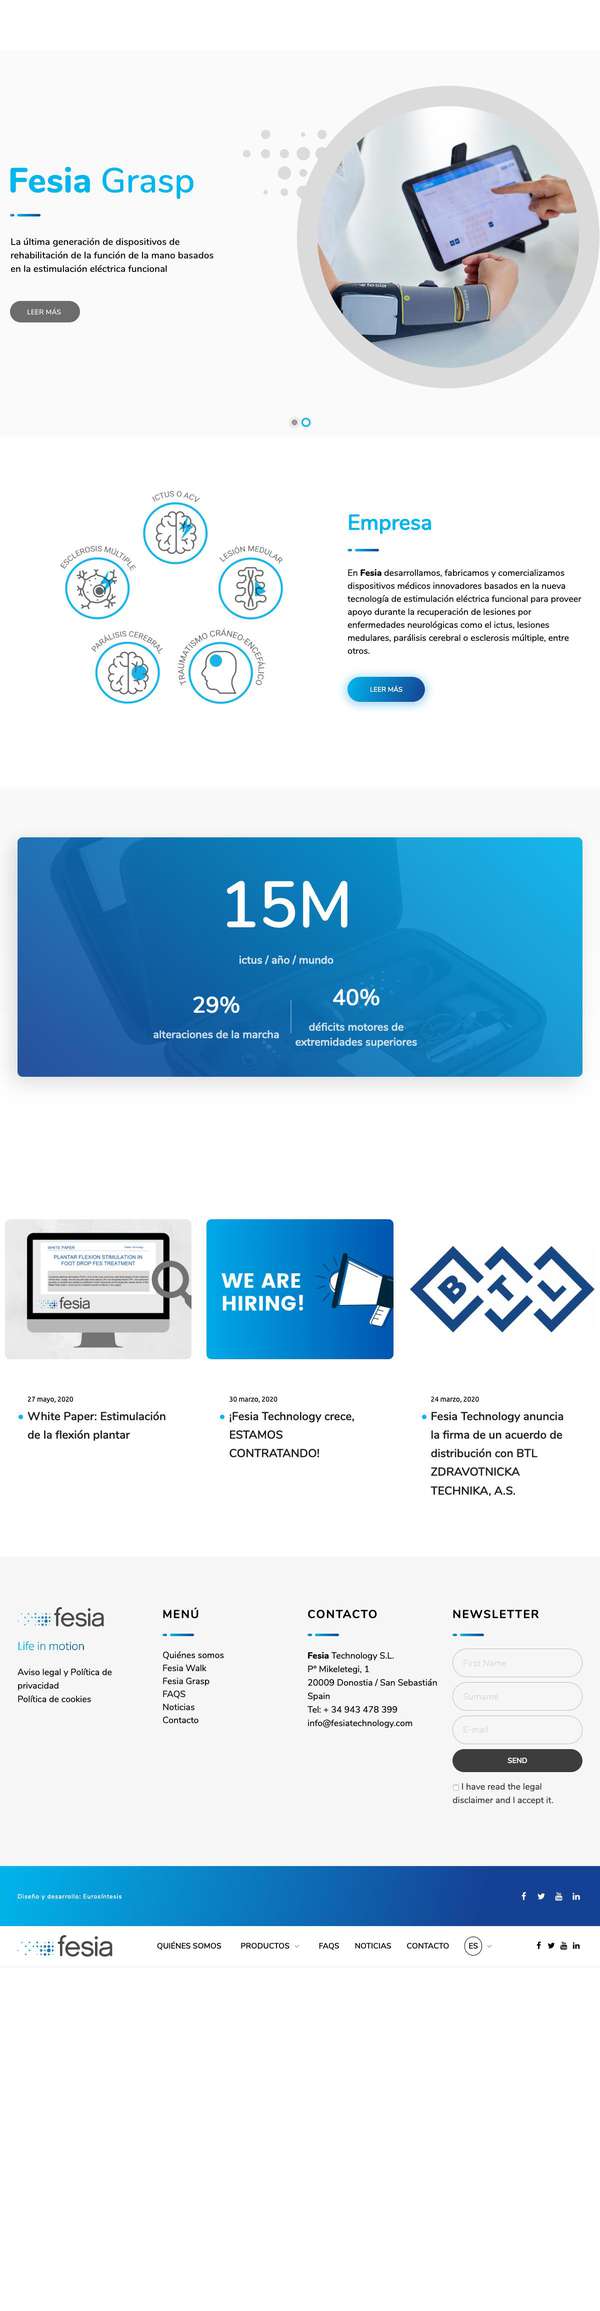 Fesia Grasp
La última generación de dispositivos de
rehabilitación de la función de la mano basados
en la estimulación eléctrica funcional
LEER MÁS
ICTUS O ACV
ESCLEROSIS MÚLTIPLE
LESIÓN MEDULAR
PARÁLISIS CEREBRAL
TRAUMATISMO CRÁNEO-ENCEFÁLICO
Empresa
En Fesia desarrollamos, fabricamos y comercializamos
dispositivos médicos innovadores basados en la nueva
tecnología de estimulación eléctrica funcional para proveer
apoyo durante la recuperación de lesiones por
enfermedades neurológicas como el ictus, lesiones
medulares, parálisis cerebral o esclerosis múltiple, entre
otros.
LEER MÁS
15M
ictus / año / mundo
29%
alteraciones de la marcha
40%
déficits motores de
extremidades superiores
WHITE PAPER
PLANTAR FLEXION STIMULATION IN
FOOT DROP FES TREATMENT
fesia
WE ARE
HIRING!
BTL
27 mayo, 2020
White Paper: Estimulación
de la flexión plantar
30 marzo, 2020
¡Fesia Technology crece,
ESTAMOS
CONTRATANDO!
24 marzo, 2020
Fesia Technology anuncia
la firma de un acuerdo de
distribución con BTL
ZDRAVOTNICKA
TECHNIKA, A.S.
fesia
Life in motion
Aviso legal y Política de
privacidad
Política de cookies
MENÚ
Quiénes somos
Fesia Walk
Fesia Grasp
FAQS
Noticias
Contacto
CONTACTO
Fesia Technology S.L.
Pº Mikeletegi, 1
20009 Donostia / San Sebastián
Spain
Tel: + 34 943 478 399
info@fesiatechnology.com
NEWSLETTER
First Name
Surname
E-mail
SEND
I have read the legal
disclaimer and I accept it.
Diseño y desarrollo: Eurosíntesis
fesia
QUIÉNES SOMOS
PRODUCTOS
FAQS
NOTICIAS
CONTACTO
ES